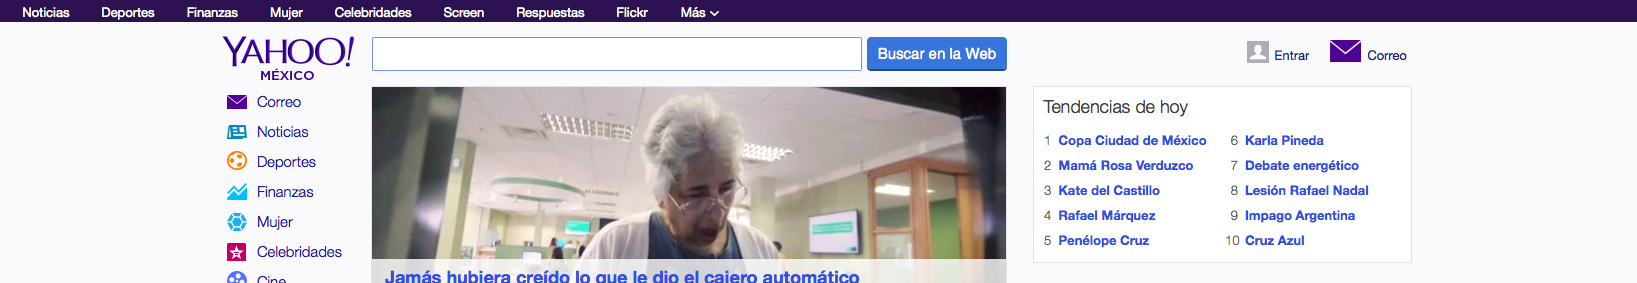 Noticias Deportes Finanzas Mujer Celebridades Screen Respuestas Flickr Más
YAHOO!
MÉXICO
Buscar en la Web
Entrar
Correo
Correo
Noticias
Deportes
Finanzas
Mujer
Celebridades
Cine
Jamás hubiera creído lo que le dio el cajero automático
Tendencias de hoy
1 Copa Ciudad de México
2 Mamá Rosa Verduzco
3 Kate del Castillo
4 Rafael Márquez
5 Penélope Cruz
6 Karla Pineda
7 Debate energético
8 Lesión Rafael Nadal
9 Impago Argentina
10 Cruz Azul